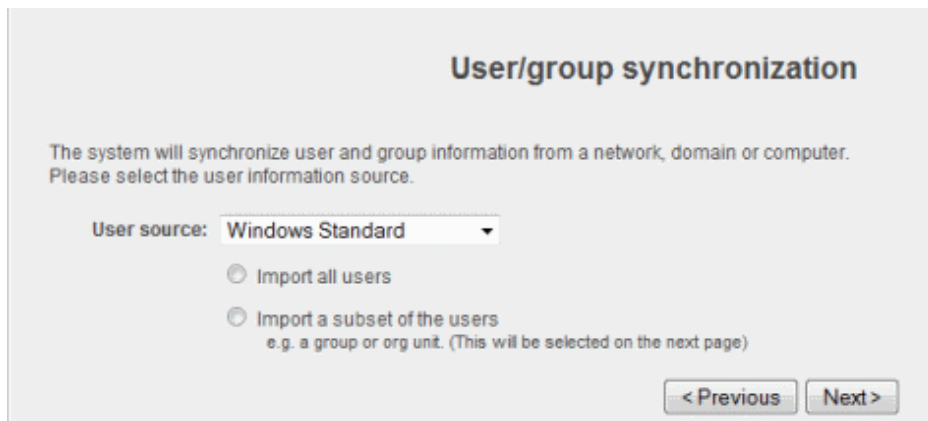 User/group synchronization
The system will synchronize user and group information from a network, domain or computer.
Please select the user information source.
User source: Windows Standard
Import all users
Import a subset of the users
e.g. a group or org unit. (This will be selected on the next page)
< Previous Next >